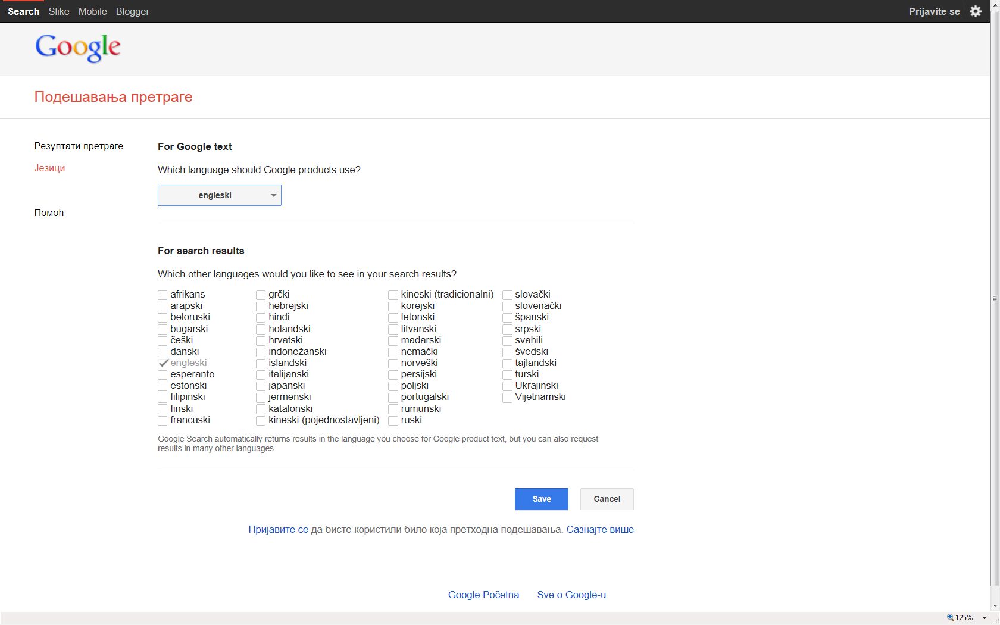 Search Slike Mobile Blogger Prijavite se
Google
Подешавања претраге
Резултати претраге
Језици
Помоћ
For Google text
Which language should Google products use?
engleski
For search results
Which other languages would you like to see in your search results?
afrikans
arapski
beloruski
bugarski
češki
danski
engleski
esperanto
estonski
filipinski
finski
francuski
grčki
hebrejski
hindi
holandski
hrvatski
indonežanski
islandski
italijanski
japanski
jermenski
katalonski
kineski (pojednostavljeni)
kineski (tradicionalni)
korejski
letonski
litvanski
mađarski
nemački
norveški
persijski
poljski
portugalski
rumunski
ruski
slovački
slovenački
španski
srpski
svahili
švedski
tajlandski
turski
Ukrajinski
Vijetnamski
Google Search automatically returns results in the language you choose for Google product text, but you can also request
results in many other languages.
Save Cancel
Пријавите се да бисте користили било која претходна подешавања. Сазнајте више
Google Početna Sve o Google-u
125%